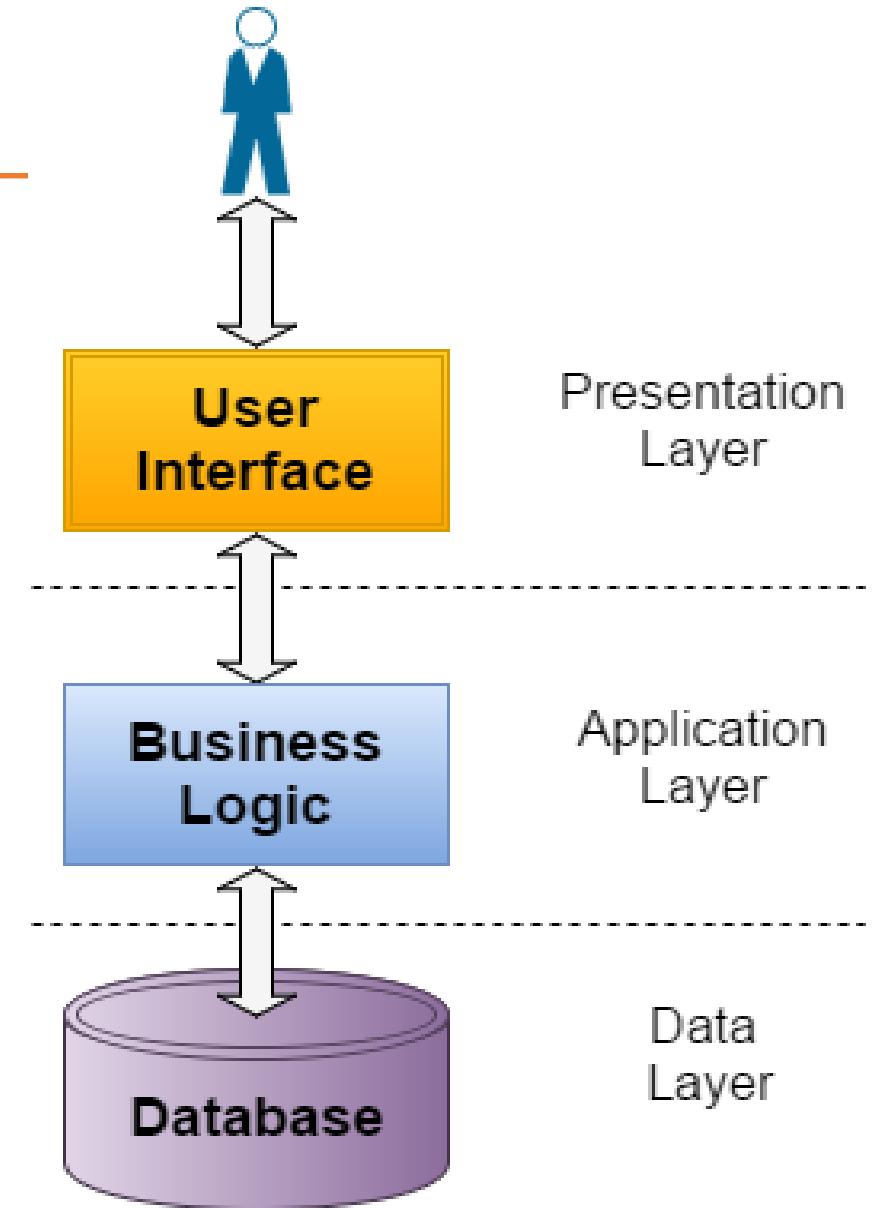 User
Interface
Presentation
Layer
Business
Logic
Application
Layer
Database
Data
Layer